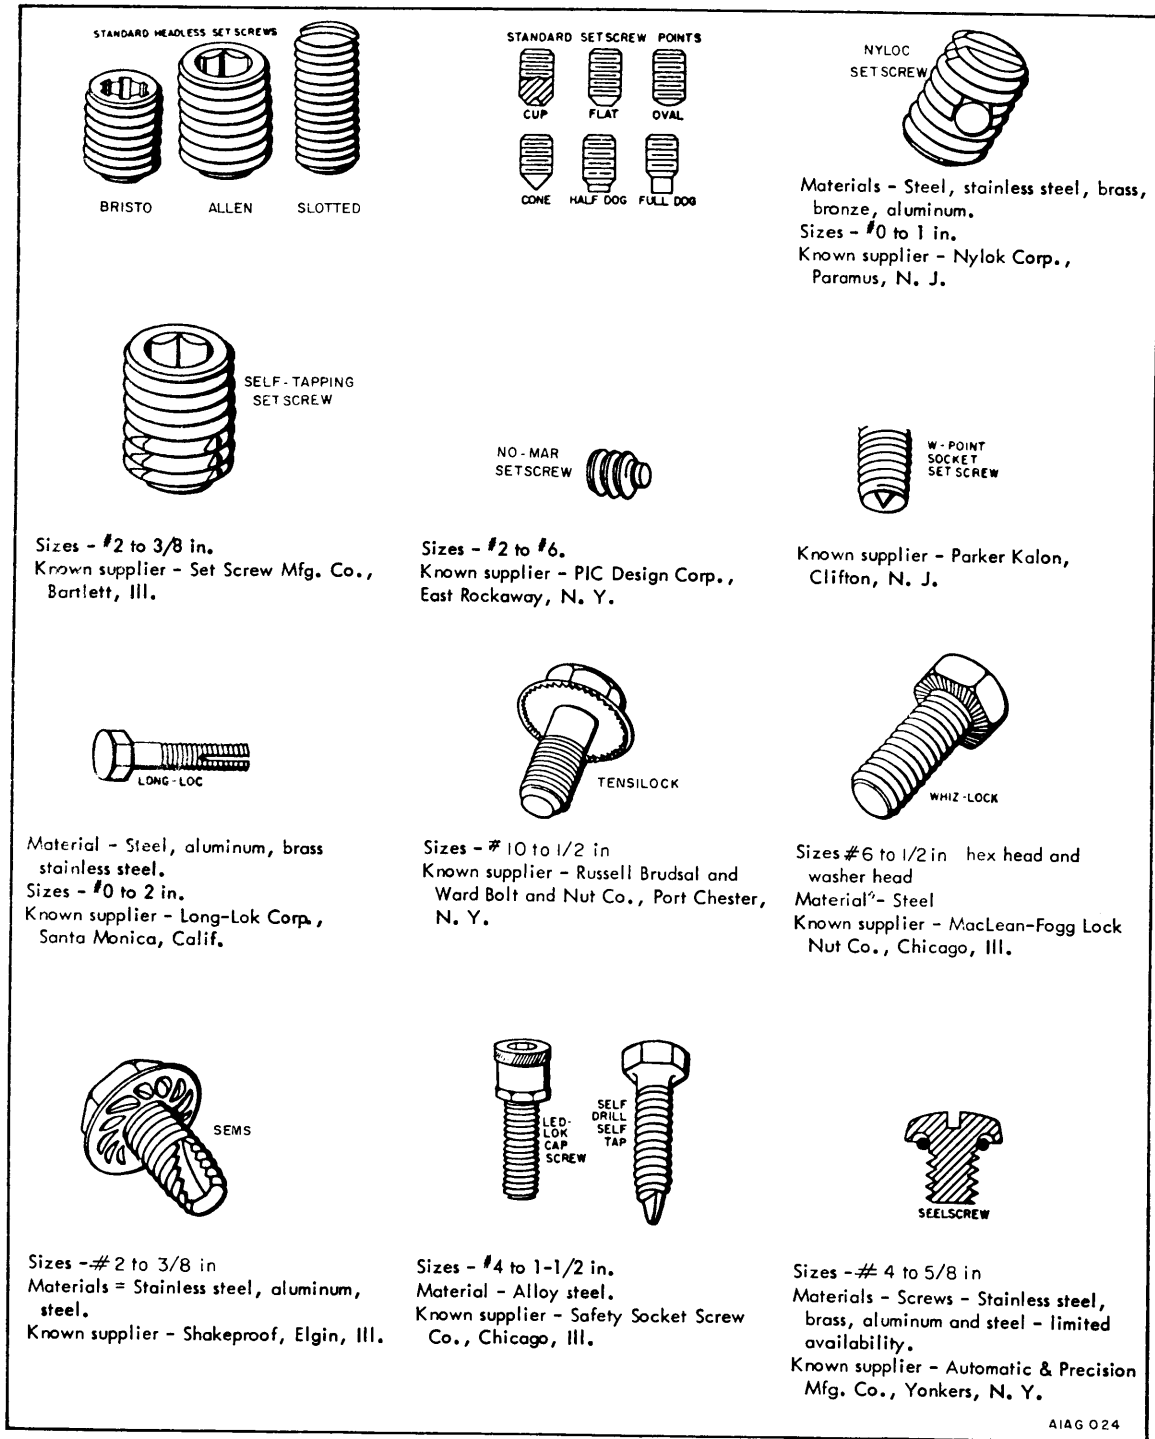 STANDARD HEADLESS SETSCREWS
BRISTO
ALLEN
SLOTTED
STANDARD SETSCREW POINTS
CUP
FLAT
OVAL
CONE
HALF DOG
FULL DOG
NYLOC
SETSCREW
Materials - Steel, stainless steel, brass,
bronze, aluminum.
Sizes - #0 to 1 in.
Known supplier - Nylok Corp.,
Paramus, N. J.
SELF-TAPPING
SETSCREW
Sizes - #2 to 3/8 in.
Known supplier - Set Screw Mfg. Co.,
Bartlett, Ill.
NO-MAR
SETSCREW
Sizes - #2 to #6.
Known supplier - PIC Design Corp.,
East Rockaway, N. Y.
W-POINT
SOCKET
SETSCREW
Known supplier - Parker Kalon,
Clifton, N. J.
LONG-LOC
Material - Steel, aluminum, brass
stainless steel.
Sizes - #0 to 2 in.
Known supplier - Long-Lok Corp.,
Santa Monica, Calif.
TENSILOCK
Sizes - # 10 to 1/2 in
Known supplier - Russell Brudsal and
Ward Bolt and Nut Co., Port Chester,
N. Y.
WHIZ-LOCK
Sizes #6 to 1/2 in hex head and
washer head
Material - Steel
Known supplier - MacLean-Fogg Lock
Nut Co., Chicago, Ill.
SEMS
Sizes - # 2 to 3/8 in
Materials = Stainless steel, aluminum,
steel.
Known supplier - Shakeproof, Elgin, Ill.
LED-
LOK
CAP
SCREW
SELF
DRILL
SELF
TAP
Sizes - #4 to 1-1/2 in.
Material - Alloy steel.
Known supplier - Safety Socket Screw
Co., Chicago, Ill.
SEELSCREW
Sizes - # 4 to 5/8 in
Materials - Screws - Stainless steel,
brass, aluminum and steel - limited
availability.
Known supplier - Automatic & Precision
Mfg. Co., Yonkers, N. Y.
AIAG 024